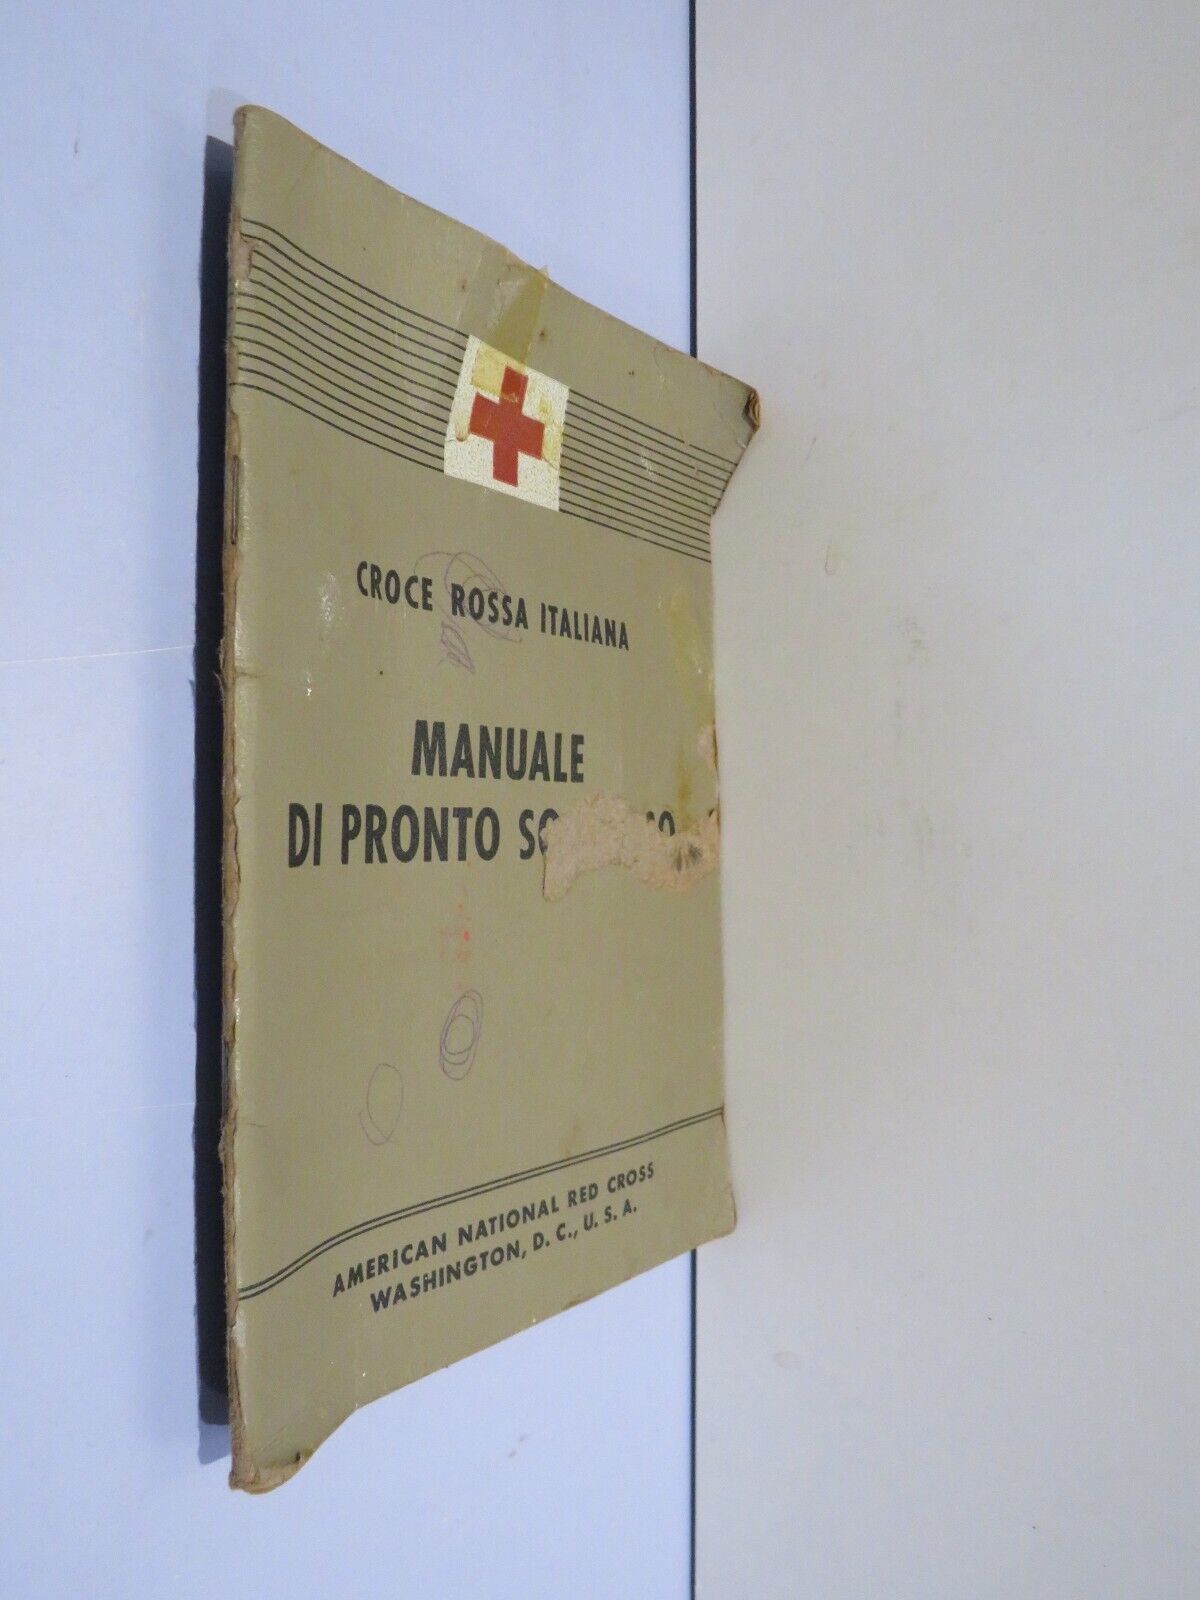 CROCE ROSSA ITALIANA
MANUALE
DI PRONTO
AMERICAN NATIONAL RED CROSS
WASHINGTON, D. C., U. S. A.